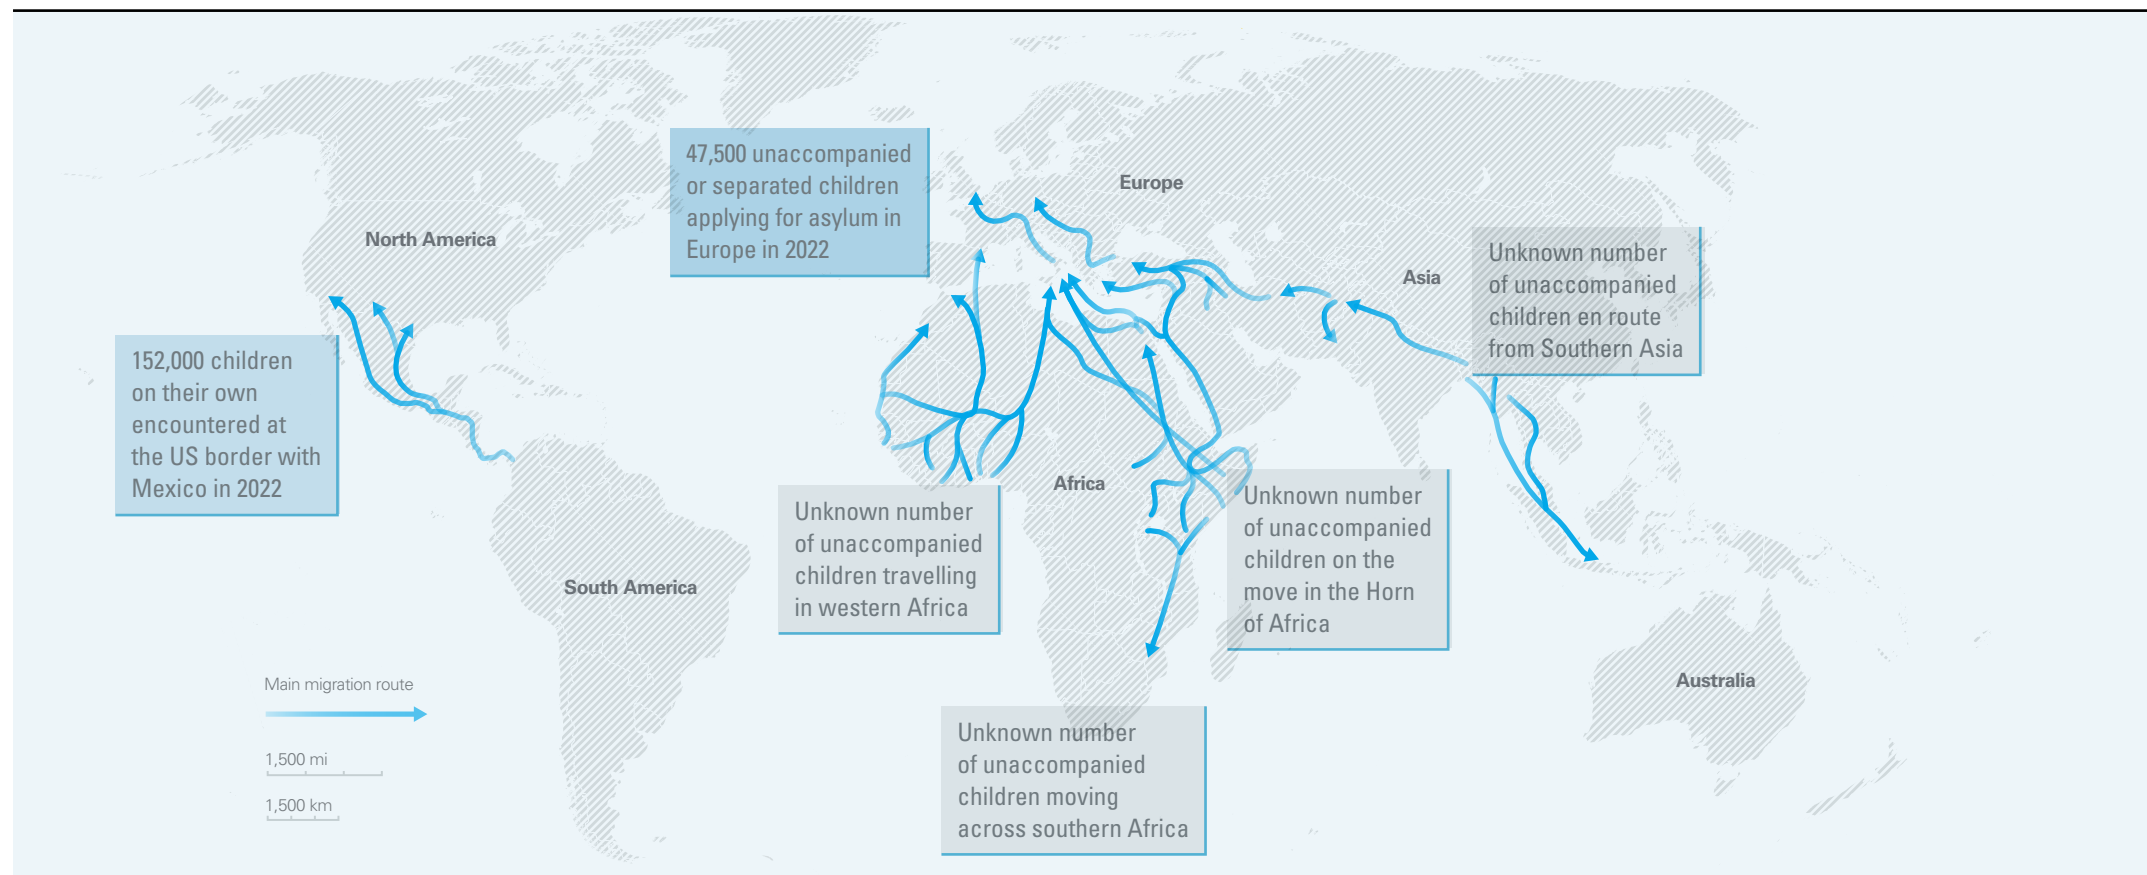 47,500 unaccompanied
or separated children
applying for asylum in
Europe in 2022
Europe
North America
Asia
Unknown number
of unaccompanied
children en route
from Southern Asia
152,000 children
on their own
encountered at
the US border with
Mexico in 2022
Africa
Unknown number
of unaccompanied
children travelling
in western Africa
Unknown number
of unaccompanied
children on the
move in the Horn
of Africa
South America
Australia
Main migration route
1,500 mi
1,500 km
Unknown number
of unaccompanied
children moving
across southern Africa